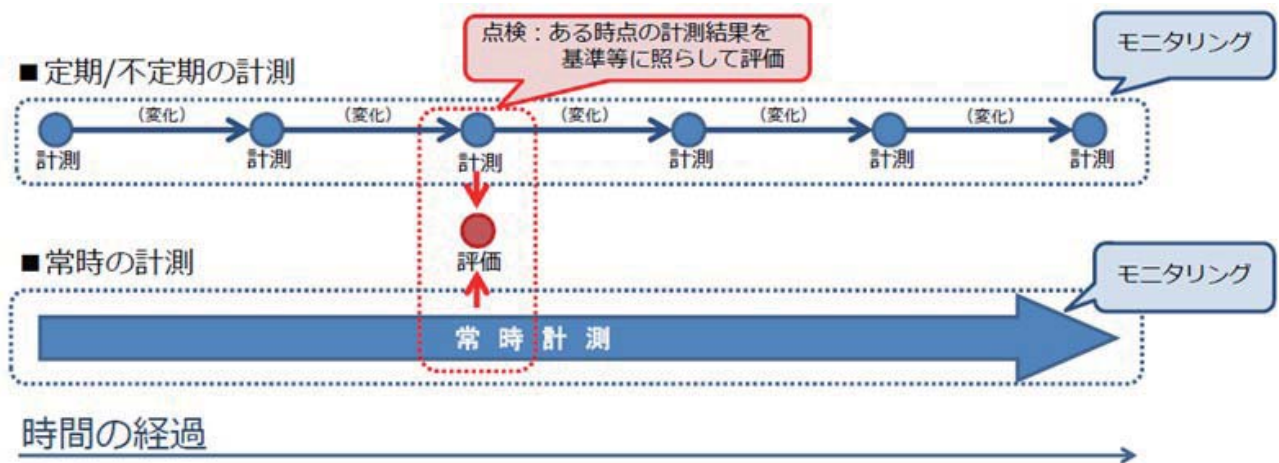 点検：ある時点の計測結果を
基準等に照らして評価
モニタリング
■定期/不定期の計測
(変化) (変化) (変化) (変化) (変化)
計測 計測 計測 計測 計測 計測
評価
■常時の計測
モニタリング
常時計測
時間の経過